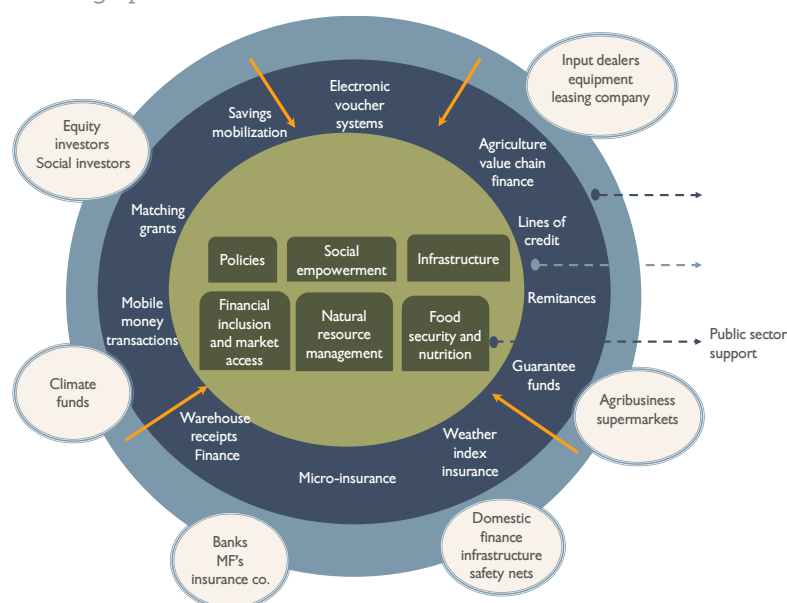 Input dealers
equipment
leasing company
Electronic
voucher
systems
Savings
mobilization
Equity
investors
Social investors
Agriculture
value chain
finance
Matching
grants
Lines of
credit
Policies
Social
empowerment
Infrastructure
Remitances
Mobile
money
transactions
Financial
inclusion
and market
access
Natural
resource
management
Food
security and
nutrition
Public sector
support
Guarantee
funds
Climate
funds
Agribusiness
supermarkets
Warehouse
receipts
Finance
Weather
index
insurance
Micro-insurance
Domestic
finance
infrastructure
safety nets
Banks
MF's
insurance co.